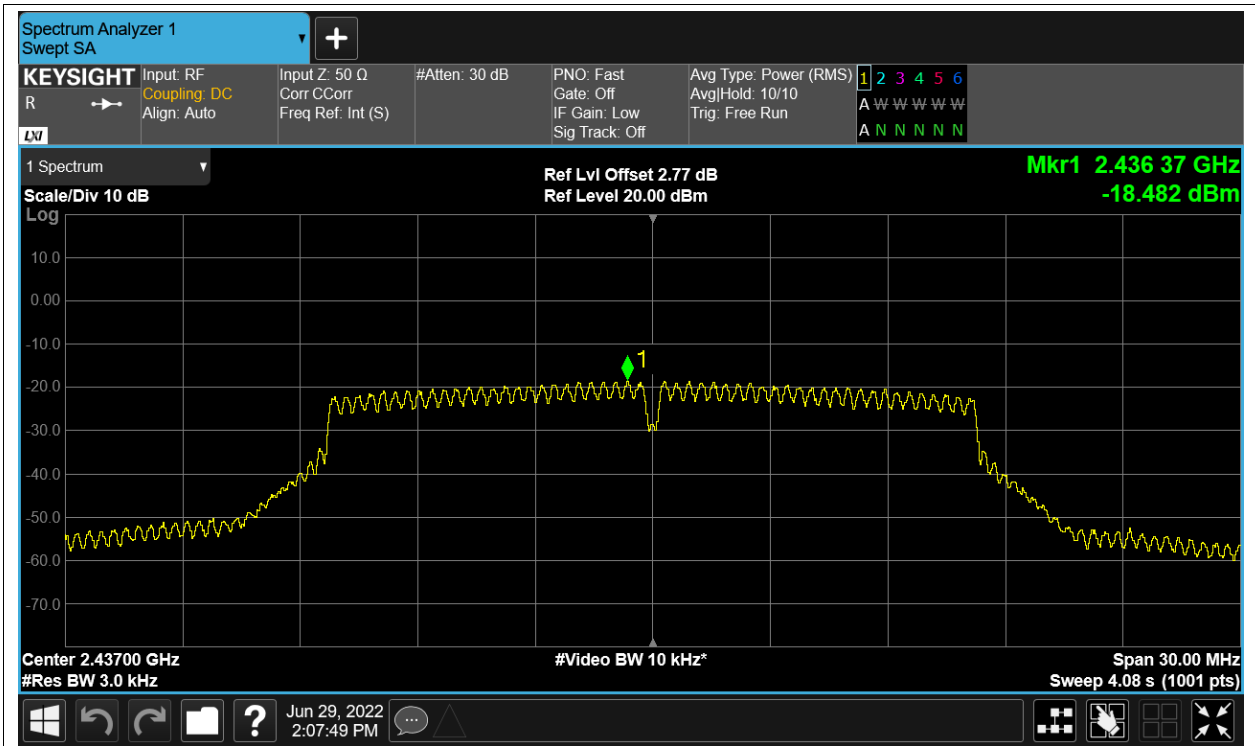 Spectrum Analyzer 1
Swept SA
KEYSIGHT
R
LXI
Input: RF
Coupling: DC
Align: Auto
Input Z: 50 Ω
Corr CCorr
Freq Ref: Int (S)
#Atten: 30 dB
PNO: Fast
Gate: Off
IF Gain: Low
Sig Track: Off
Avg Type: Power (RMS)
Avg|Hold: 10/10
Trig: Free Run
1 2 3 4 5 6
A W W W W W
A N N N N N
1 Spectrum
Scale/Div 10 dB
Log
Ref Lvl Offset 2.77 dB
Ref Level 20.00 dBm
Mkr1 2.436 37 GHz
-18.482 dBm
10.0
0.00
-10.0
1
-20.0
-30.0
-40.0
-50.0
-60.0
-70.0
Center 2.43700 GHz
#Res BW 3.0 kHz
#Video BW 10 kHz*
Span 30.00 MHz
Sweep 4.08 s (1001 pts)
?
Jun 29, 2022
2:07:49 PM